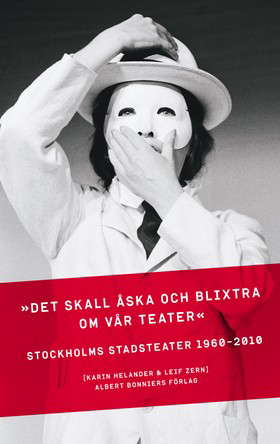 »DET SKALL ÅSKA OCH BLIXTRA
OM VÅR TEATER«
STOCKHOLMS STADSTEATER 1960–2010
[KARIN HELANDER & LEIF ZERN]
ALBERT BONNIERS FÖRLAG